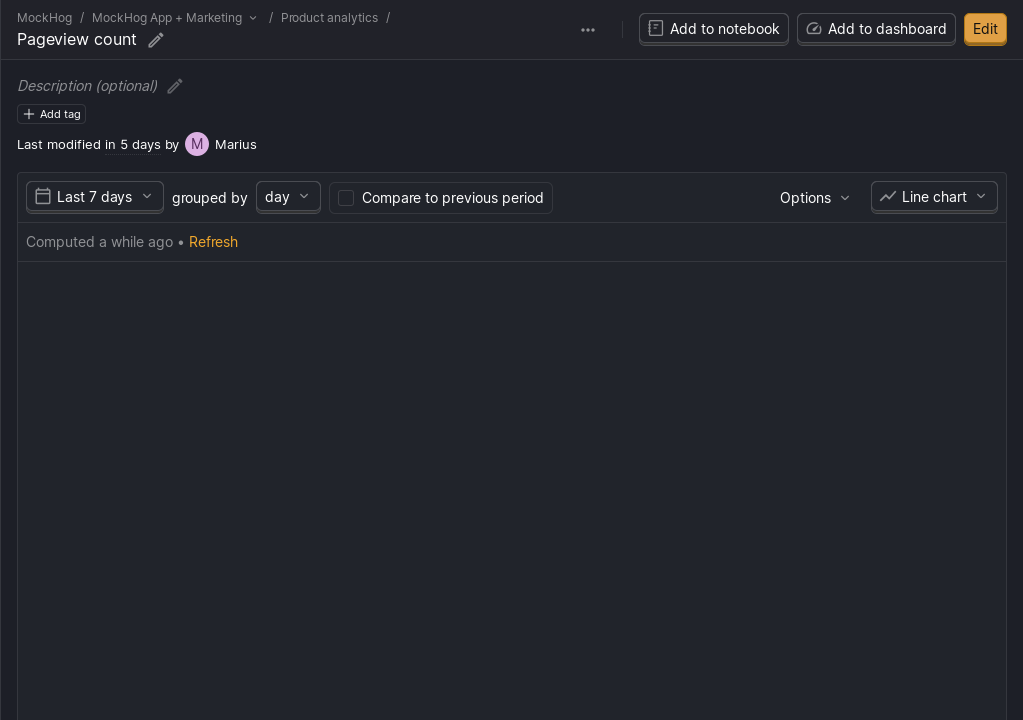 MockHog / MockHog App + Marketing / Product analytics /
Pageview count
Add to notebook
Add to dashboard
Edit
Description (optional)
Add tag
Last modified in 5 days by M Marius
Last 7 days grouped by day Compare to previous period Options Line chart
Computed a while ago • Refresh